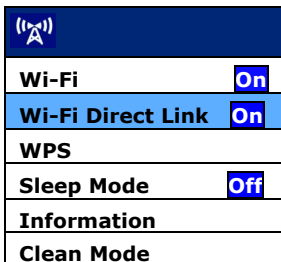 Wi-Fi On
Wi-Fi Direct Link On
WPS
Sleep Mode Off
Information
Clean Mode